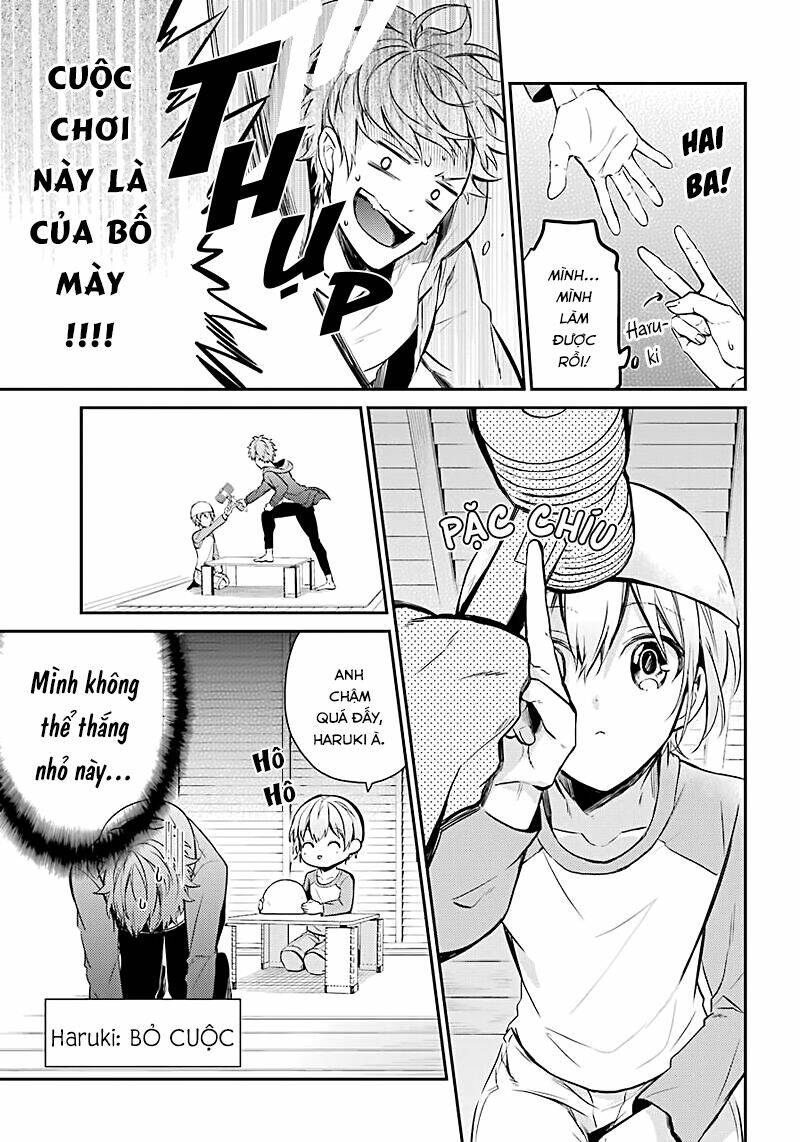 HAI
BA!
MÌNH...
MÌNH
LÀM
ĐƯỢC
RỒI!
Haru-
ki
THỤP
CUỘC
CHƠI
NÀY LÀ
CỦA BỐ
MÀY
!!!!
PẶC CHÍU
ANH
CHẬM
QUÁ ĐẤY,
HARUKI À.
HÔ
HÔ
Mình không
thể thắng
nhỏ này...
Haruki: BỎ CUỘC